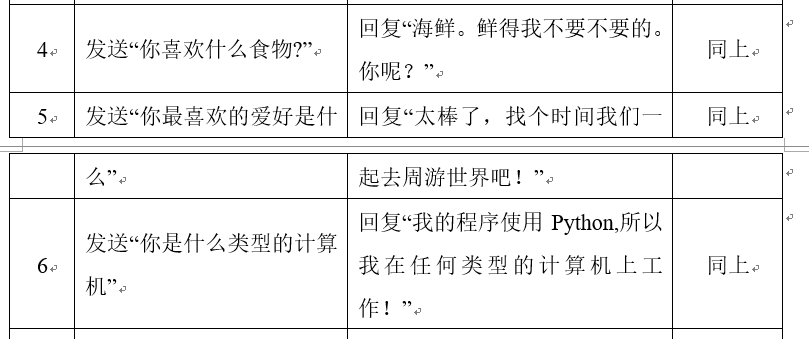 4 发送“你喜欢什么食物?” 回复“海鲜。鲜得我不要不要的。 同上
你呢？”
5 发送“你最喜欢的爱好是什 回复“太棒了，找个时间我们一 同上
么” 起去周游世界吧！”
6 发送“你是什么类型的计算 回复“我的程序使用 Python,所以 同上
机” 我在任何类型的计算机上工
作！”